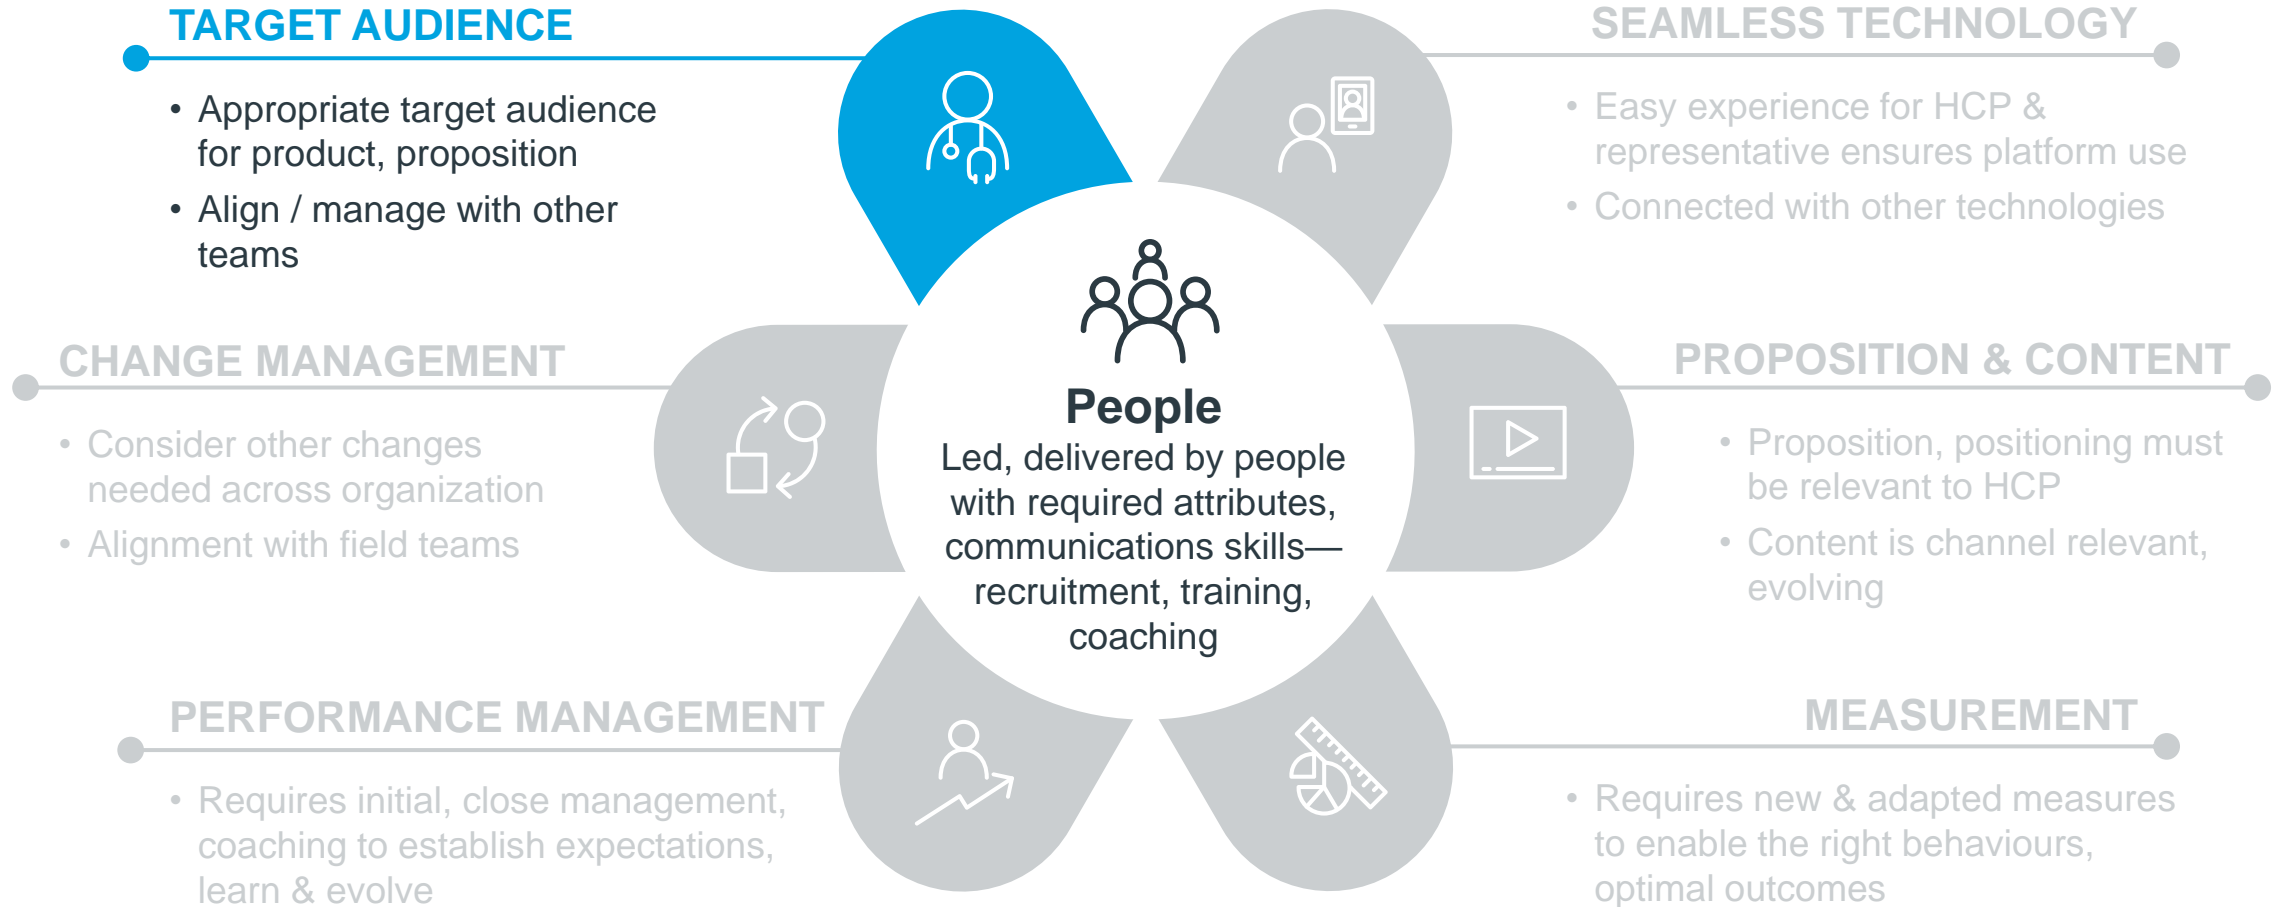 TARGET AUDIENCE
• Appropriate target audience
for product, proposition
• Align / manage with other
teams
SEAMLESS TECHNOLOGY
• Easy experience for HCP &
representative ensures platform use
• Connected with other technologies
CHANGE MANAGEMENT
• Consider other changes
needed across organization
• Alignment with field teams
People
Led, delivered by people
with required attributes,
communications skills—
recruitment, training,
coaching
PROPOSITION & CONTENT
• Proposition, positioning must
be relevant to HCP
• Content is channel relevant,
evolving
PERFORMANCE MANAGEMENT
• Requires initial, close management,
coaching to establish expectations,
learn & evolve
MEASUREMENT
• Requires new & adapted measures
to enable the right behaviours,
optimal outcomes